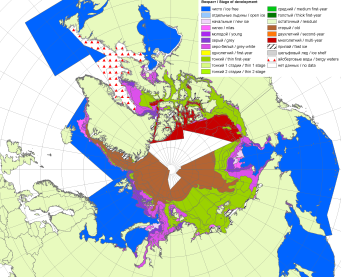 Возраст / Stage of development
чисто / ice free
отдельные льдины / open ice
начальные / new ice
нилас / nilas
молодой / young
серый / grey
серо-белый / grey-white
однолетний / first-year
тонкий / thin first-year
тонкий 1 стадии / thin 1 stage
тонкий 2 стадии / thin 2 stage
средний / medium first-year
толстый / thick first-year
остаточный / residual
старый / old
двухлетний / second-year
многолетний / multi-year
припай / fast ice
шельфовый лед / ice shelf
айсберговые воды / bergy waters
нет данных / no data